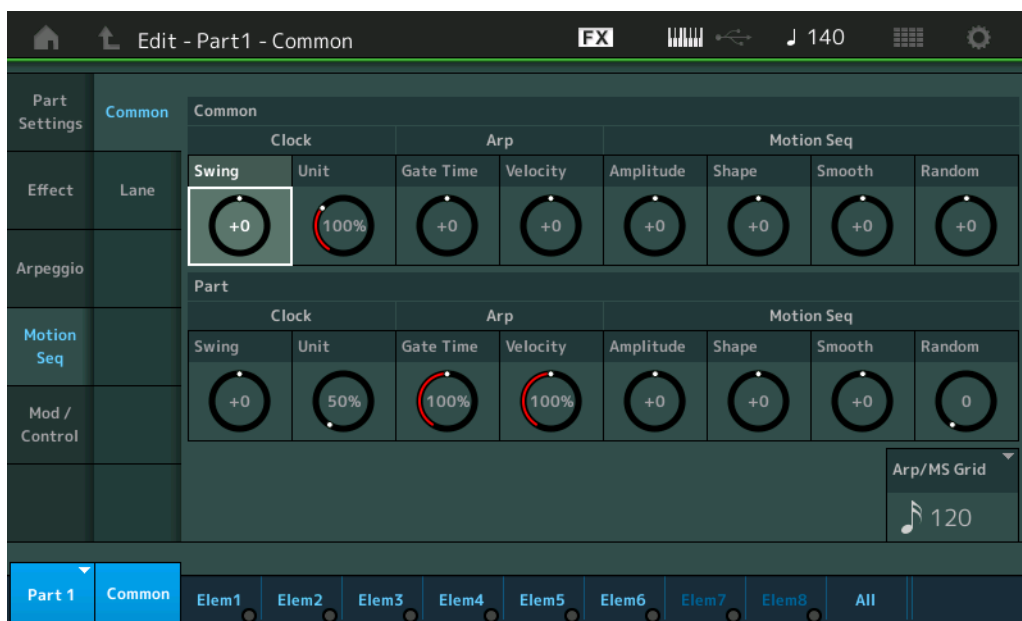 Edit - Part1 - Common
FX
140
Part Settings
Effect
Arpeggio
Motion Seq
Mod / Control
Common
Lane
Common
Clock Arp Motion Seq
Swing Unit Gate Time Velocity Amplitude Shape Smooth Random
+0 100% +0 +0 +0 +0 +0 +0
Part
Clock Arp Motion Seq
Swing Unit Gate Time Velocity Amplitude Shape Smooth Random
+0 50% 100% 100% +0 +0 +0 0
Arp/MS Grid
120
Part 1 Common Elem1 Elem2 Elem3 Elem4 Elem5 Elem6 Elem7 Elem8 All